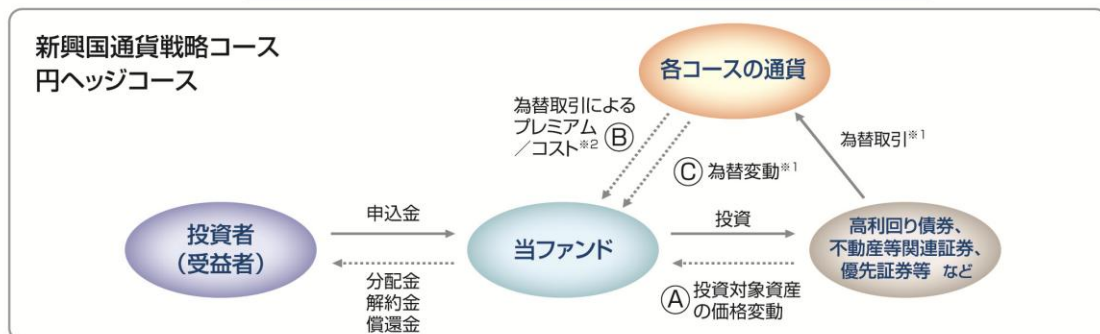 新興国通貨戦略コース
円ヘッジコース
各コースの通貨
為替取引による
プレミアム
／コスト※2
Ⓑ
Ⓒ 為替変動※1
為替取引※1
投資者
（受益者）
申込金
分配金
解約金
償還金
当ファンド
投資
Ⓐ 投資対象資産
の価格変動
高利回り債券、
不動産等関連証券、
優先証券等 など